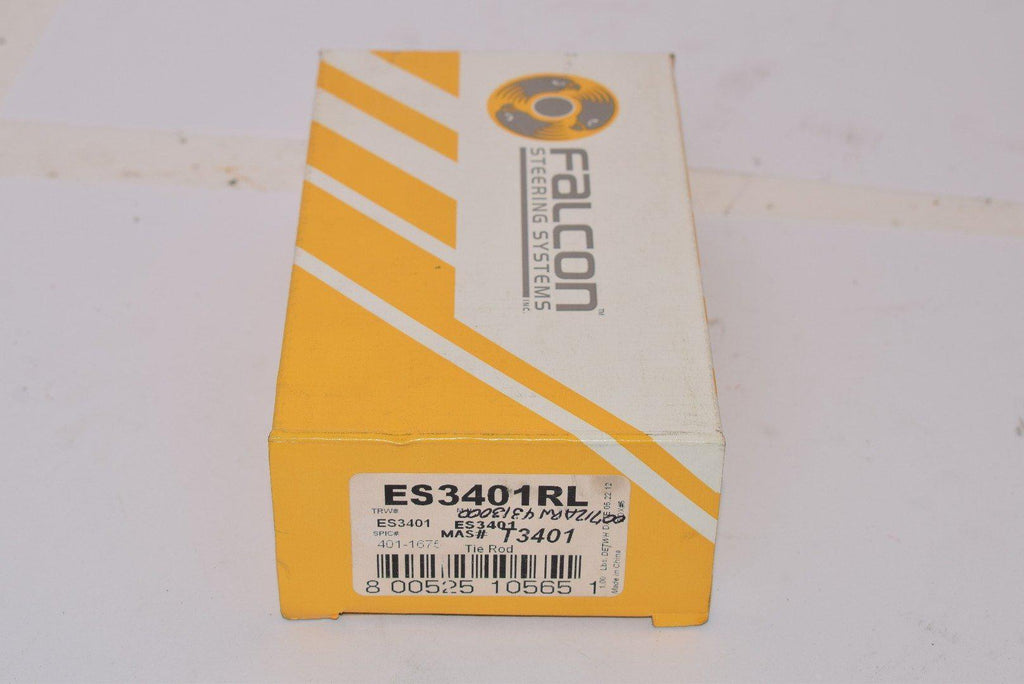 FALCON
STEERING SYSTEMS
INC.
TM
ES3401RL
TRW#
ES3401 ES3401
SPIC# MAS# T3401
401-1675
Tie Rod
8 00525 10565 1
Made in China